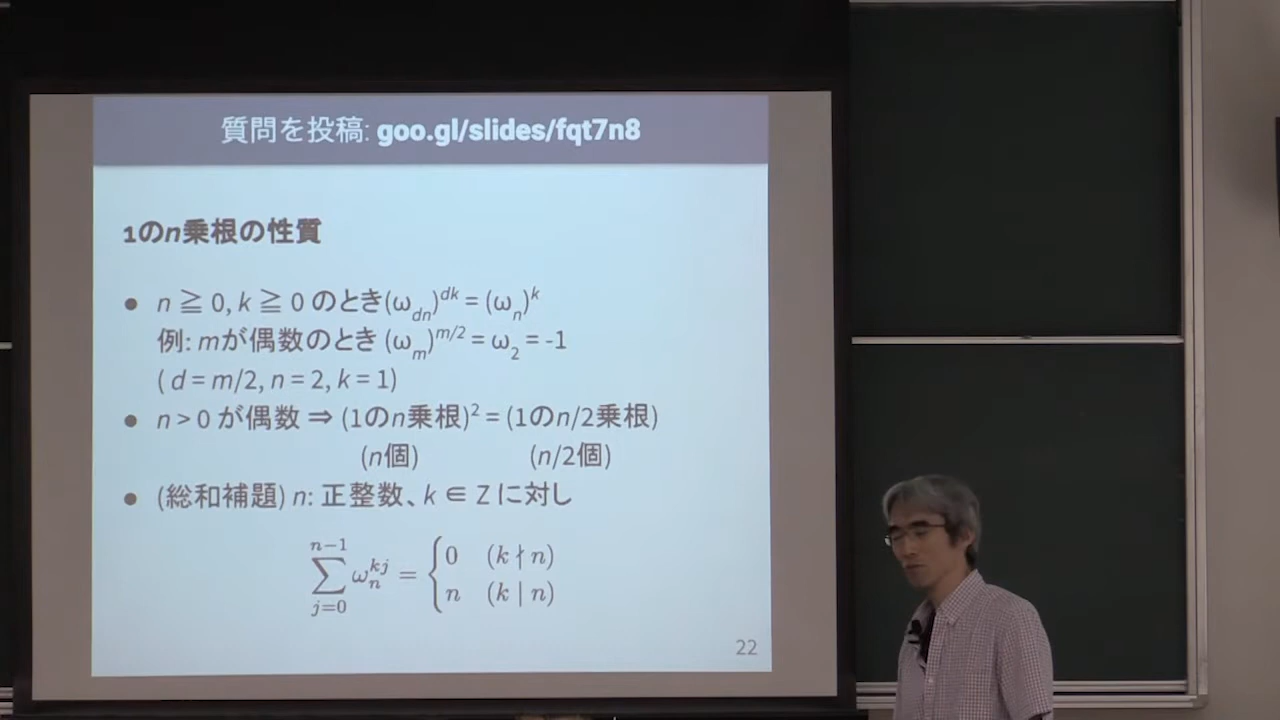 質問を投稿: goo.gl/slides/fqt7n8
1のn乗根の性質
● n ≧ 0, k ≧ 0 のとき(ω_{dn})^{dk} = (ω_n)^k
例: mが偶数のとき (ω_m)^{m/2} = ω_2 = -1
( d = m/2, n = 2, k = 1)
● n > 0 が偶数 ⇒ (1のn乗根)^2 = (1のn/2乗根)
(n個) (n/2個)
● (総和補題) n: 正整数、k ∈ Z に対し
\sum_{j=0}^{n-1} ω_n^{kj} = { 0 (k ∤ n)
n (k | n)
22